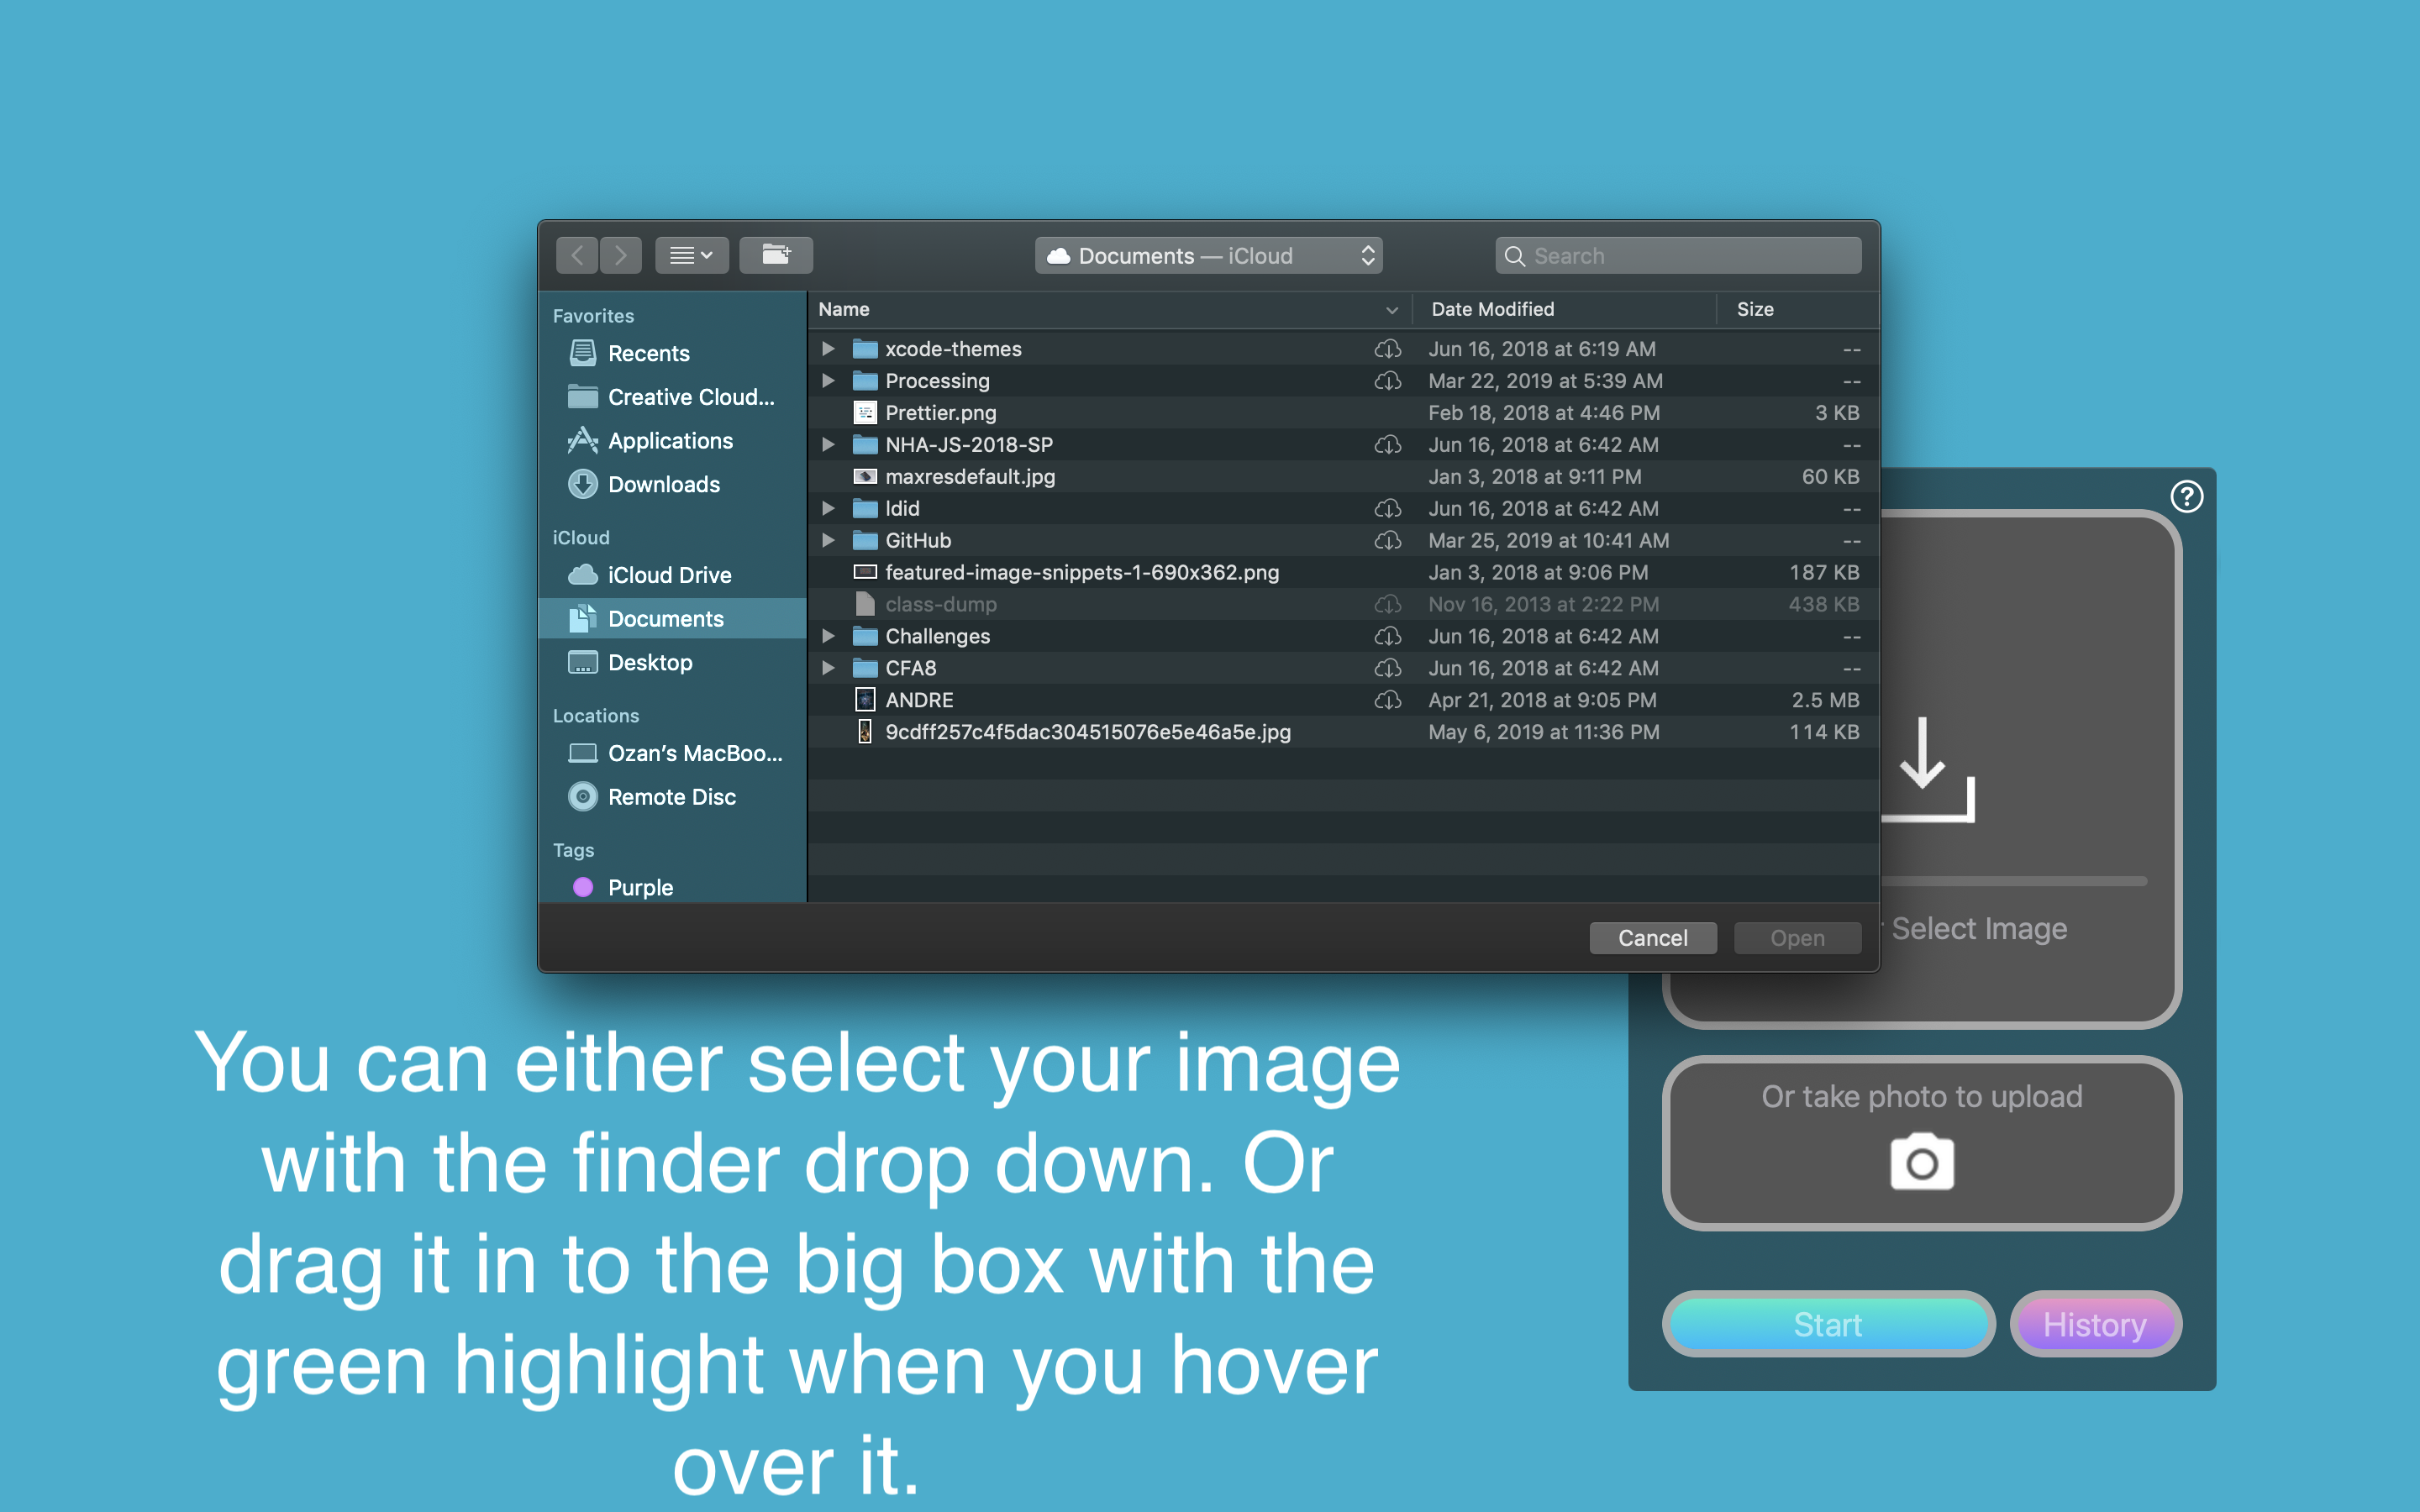 Documents — iCloud
Search
Favorites
Recents
Creative Cloud...
Applications
Downloads
iCloud
iCloud Drive
Documents
Desktop
Locations
Ozan’s MacBoo...
Remote Disc
Tags
Purple
Name Date Modified Size
xcode-themes Jun 16, 2018 at 6:19 AM --
Processing Mar 22, 2019 at 5:39 AM --
Prettier.png Feb 18, 2018 at 4:46 PM 3 KB
NHA-JS-2018-SP Jun 16, 2018 at 6:42 AM --
maxresdefault.jpg Jan 3, 2018 at 9:11 PM 60 KB
ldid Jun 16, 2018 at 6:42 AM --
GitHub Mar 25, 2019 at 10:41 AM --
featured-image-snippets-1-690x362.png Jan 3, 2018 at 9:06 PM 187 KB
class-dump Nov 16, 2013 at 2:22 PM 438 KB
Challenges Jun 16, 2018 at 6:42 AM --
CFA8 Jun 16, 2018 at 6:42 AM --
ANDRE Apr 21, 2018 at 9:05 PM 2.5 MB
9cdff257c4f5dac304515076e5e46a5e.jpg May 6, 2019 at 11:36 PM 114 KB
Cancel Open
?
Select Image
Or take photo to upload
Start History
You can either select your image
with the finder drop down. Or
drag it in to the big box with the
green highlight when you hover
over it.